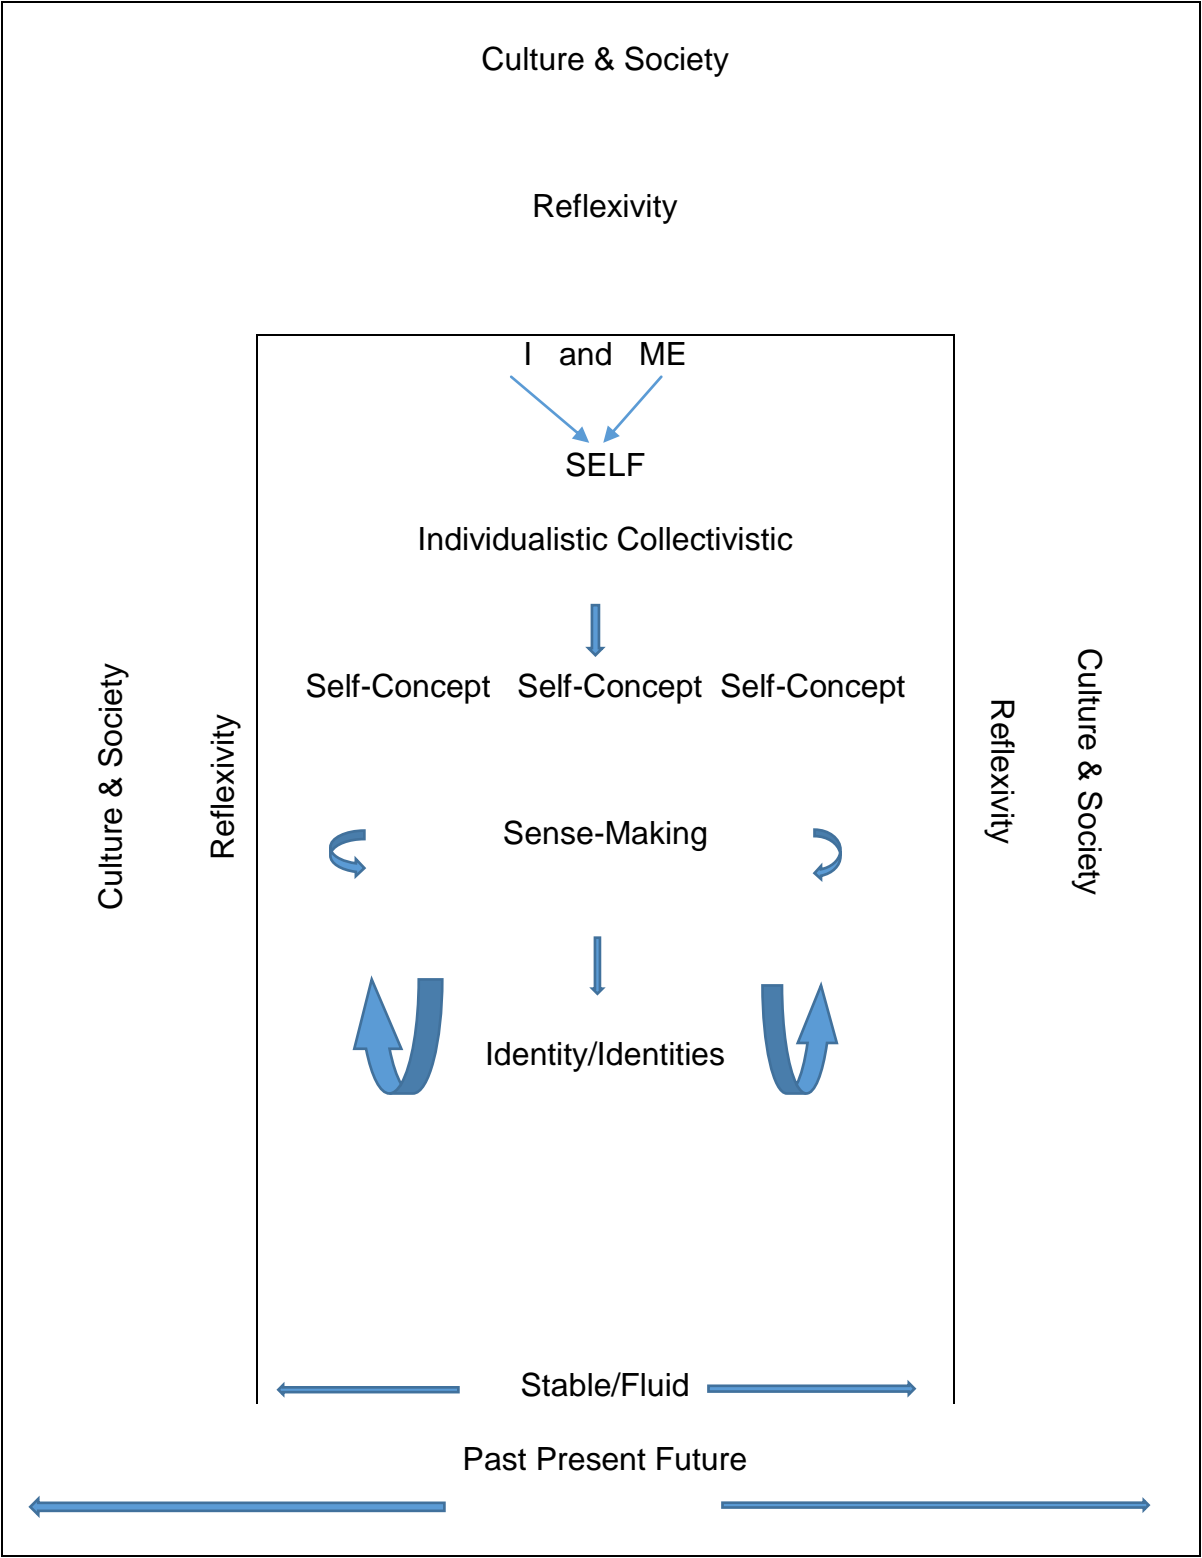 Culture & Society
Reflexivity
I and ME
SELF
Individualistic Collectivistic
Self-Concept Self-Concept Self-Concept
Culture & Society
Reflexivity
Reflexivity
Culture & Society
Sense-Making
Identity/Identities
Stable/Fluid
Past Present Future